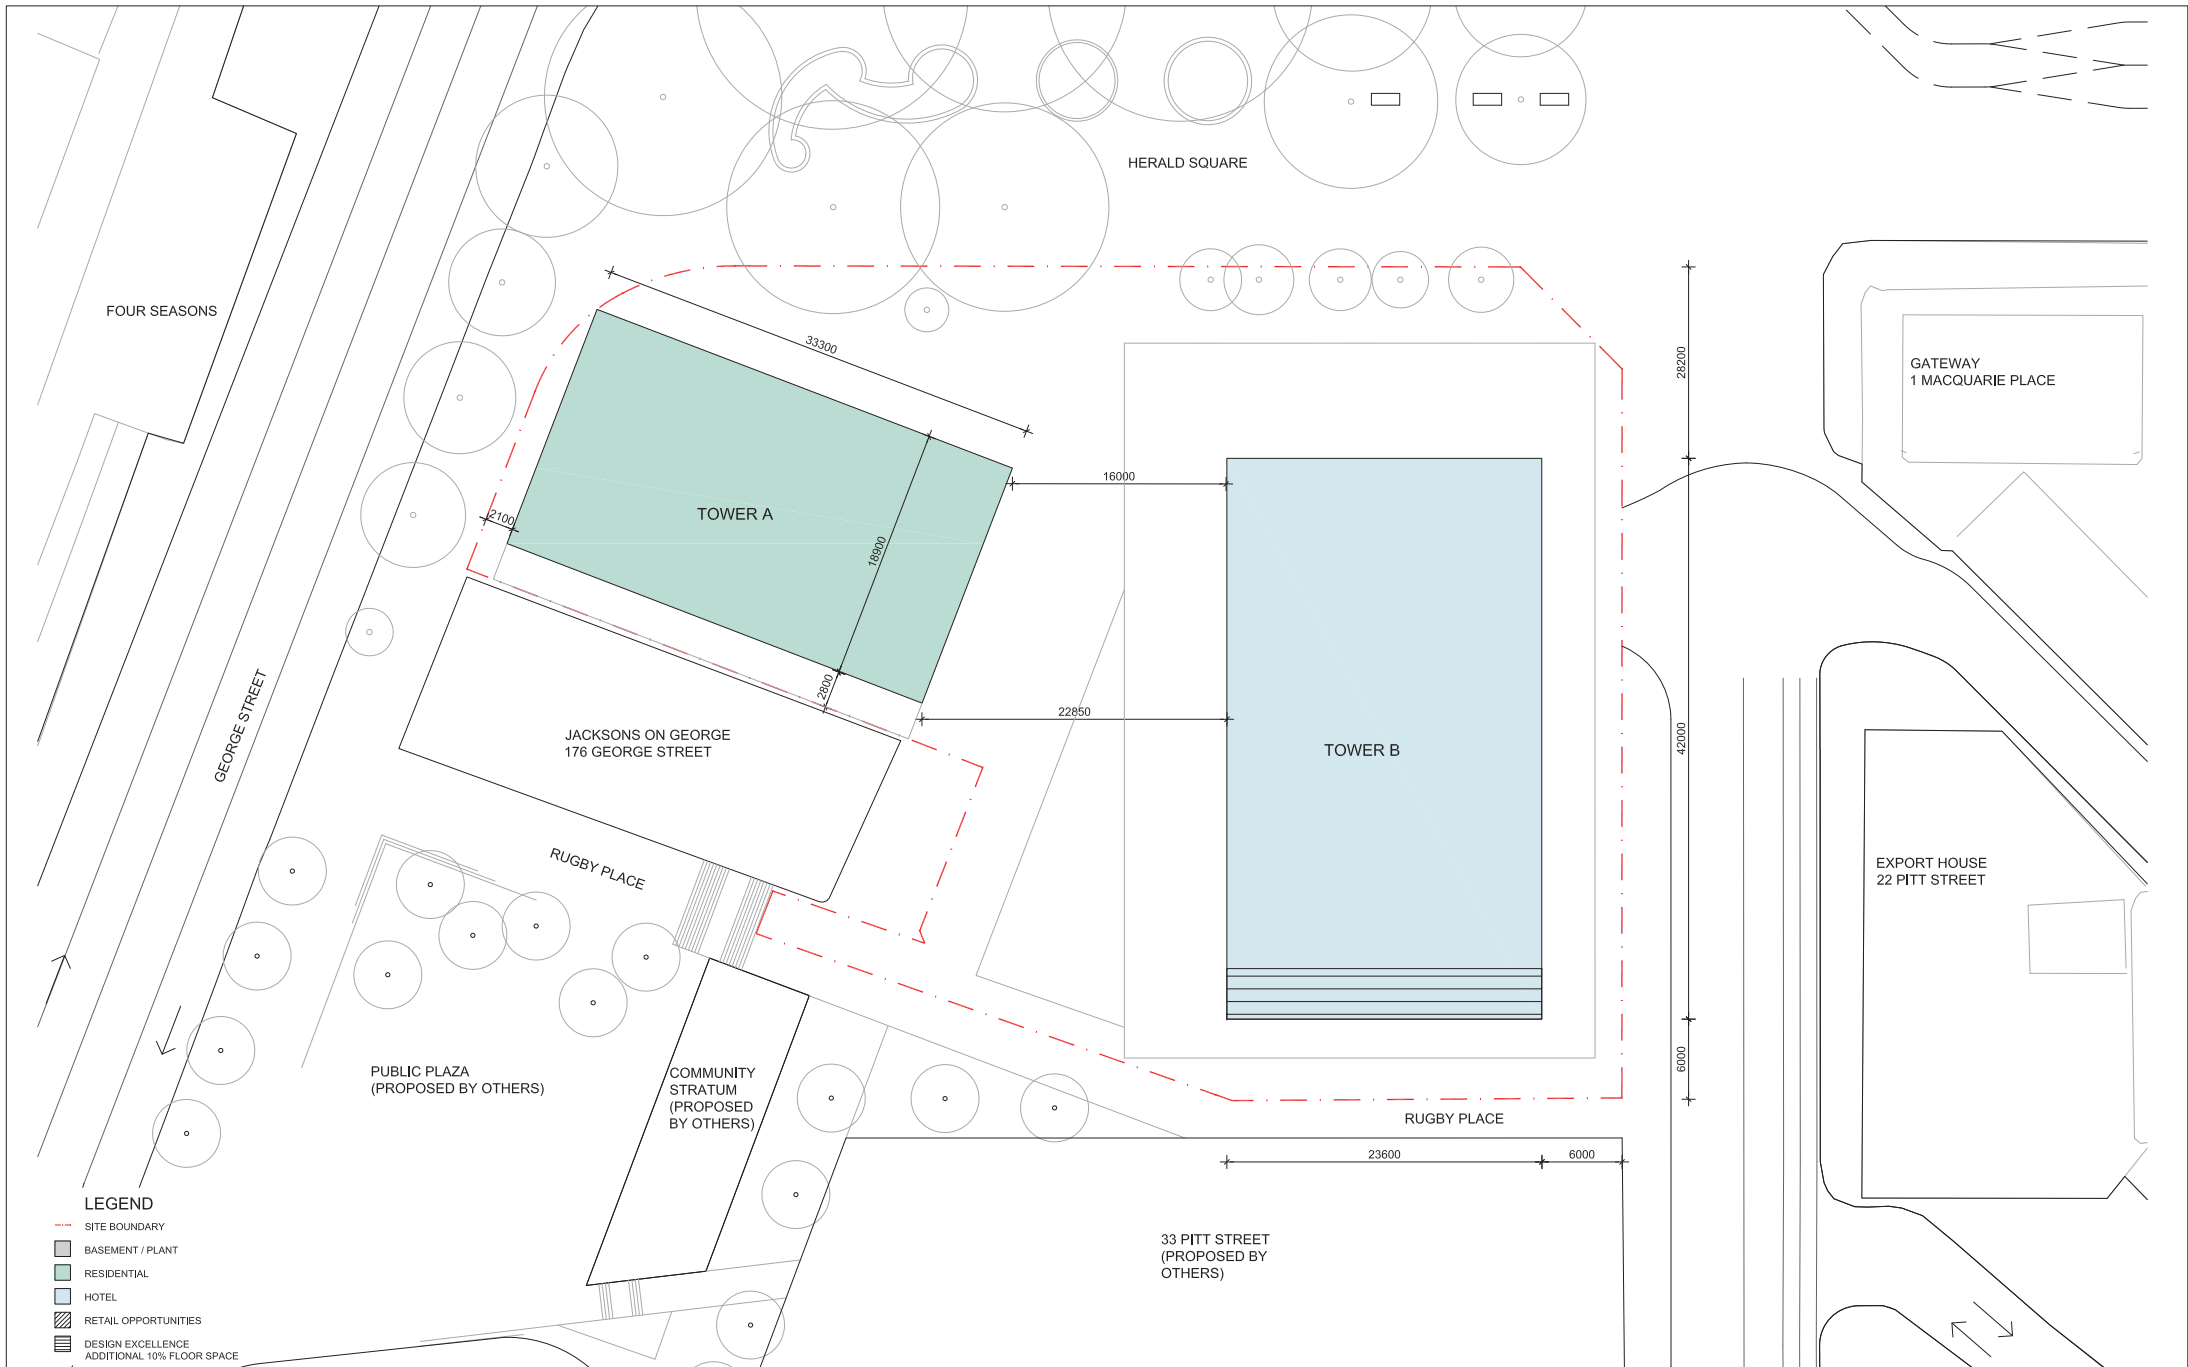 HERALD SQUARE
FOUR SEASONS
33300
28200
GATEWAY
1 MACQUARIE PLACE
16000
2100
TOWER A
18900
2800
22850
GEORGE STREET
JACKSONS ON GEORGE
176 GEORGE STREET
TOWER B
42000
RUGBY PLACE
EXPORT HOUSE
22 PITT STREET
PUBLIC PLAZA
(PROPOSED BY OTHERS)
COMMUNITY
STRATUM
(PROPOSED
BY OTHERS)
6000
RUGBY PLACE
23600
6000
33 PITT STREET
(PROPOSED BY
OTHERS)
LEGEND
SITE BOUNDARY
BASEMENT / PLANT
RESIDENTIAL
HOTEL
RETAIL OPPORTUNITIES
DESIGN EXCELLENCE
ADDITIONAL 10% FLOOR SPACE